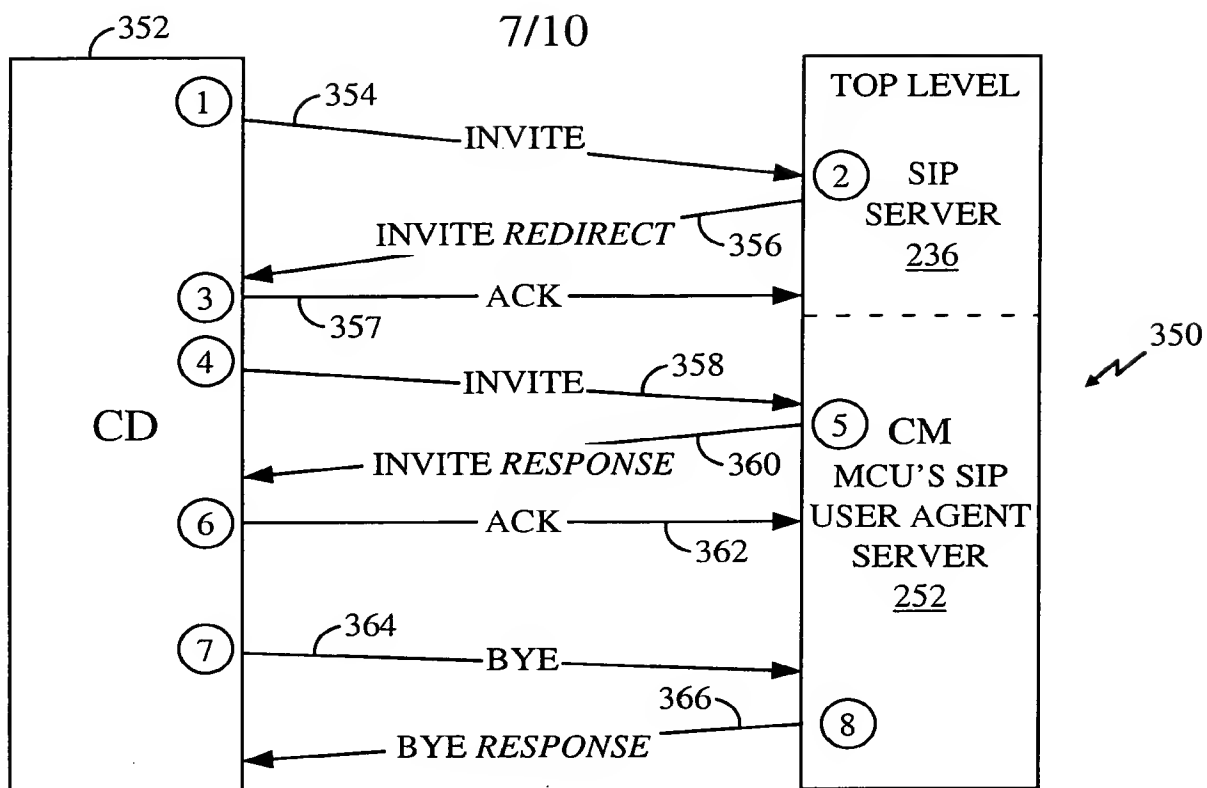 7/10
352
TOP LEVEL
1
354
INVITE
2
SIP
SERVER
236
INVITE REDIRECT
356
3
ACK
357
350
4
358
INVITE
CD
5
CM
INVITE RESPONSE
360
MCU'S SIP
USER AGENT
SERVER
252
6
ACK
362
7
364
BYE
366
8
BYE RESPONSE